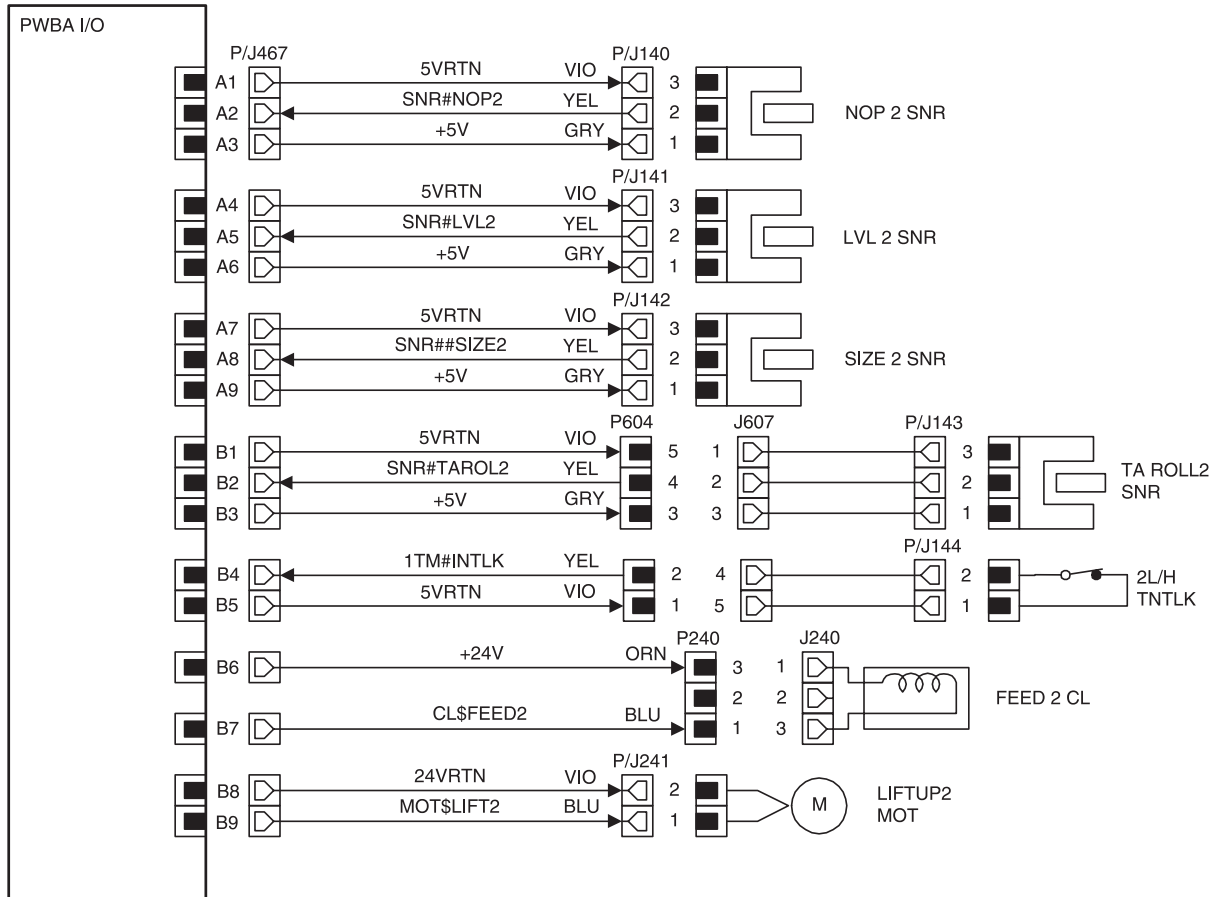 PWBA I/O
P/J467 P/J140
A1 5VRTN VIO 3
A2 SNR#NOP2 YEL 2 NOP 2 SNR
A3 +5V GRY 1
P/J141
A4 5VRTN VIO 3
A5 SNR#LVL2 YEL 2 LVL 2 SNR
A6 +5V GRY 1
P/J142
A7 5VRTN VIO 3
A8 SNR##SIZE2 YEL 2 SIZE 2 SNR
A9 +5V GRY 1
P604 J607 P/J143
B1 5VRTN VIO 5 1 3
B2 SNR#TAROL2 YEL 4 2 2 TA ROLL2
SNR
B3 +5V GRY 3 3 1
P/J144
B4 1TM#INTLK YEL 2 4 2 2L/H
TNTLK
B5 5VRTN VIO 1 5 1
P240 J240
B6 +24V ORN 3 1
2 2 FEED 2 CL
B7 CL$FEED2 BLU 1 3
P/J241
B8 24VRTN VIO 2 M LIFTUP2
MOT
B9 MOT$LIFT2 BLU 1